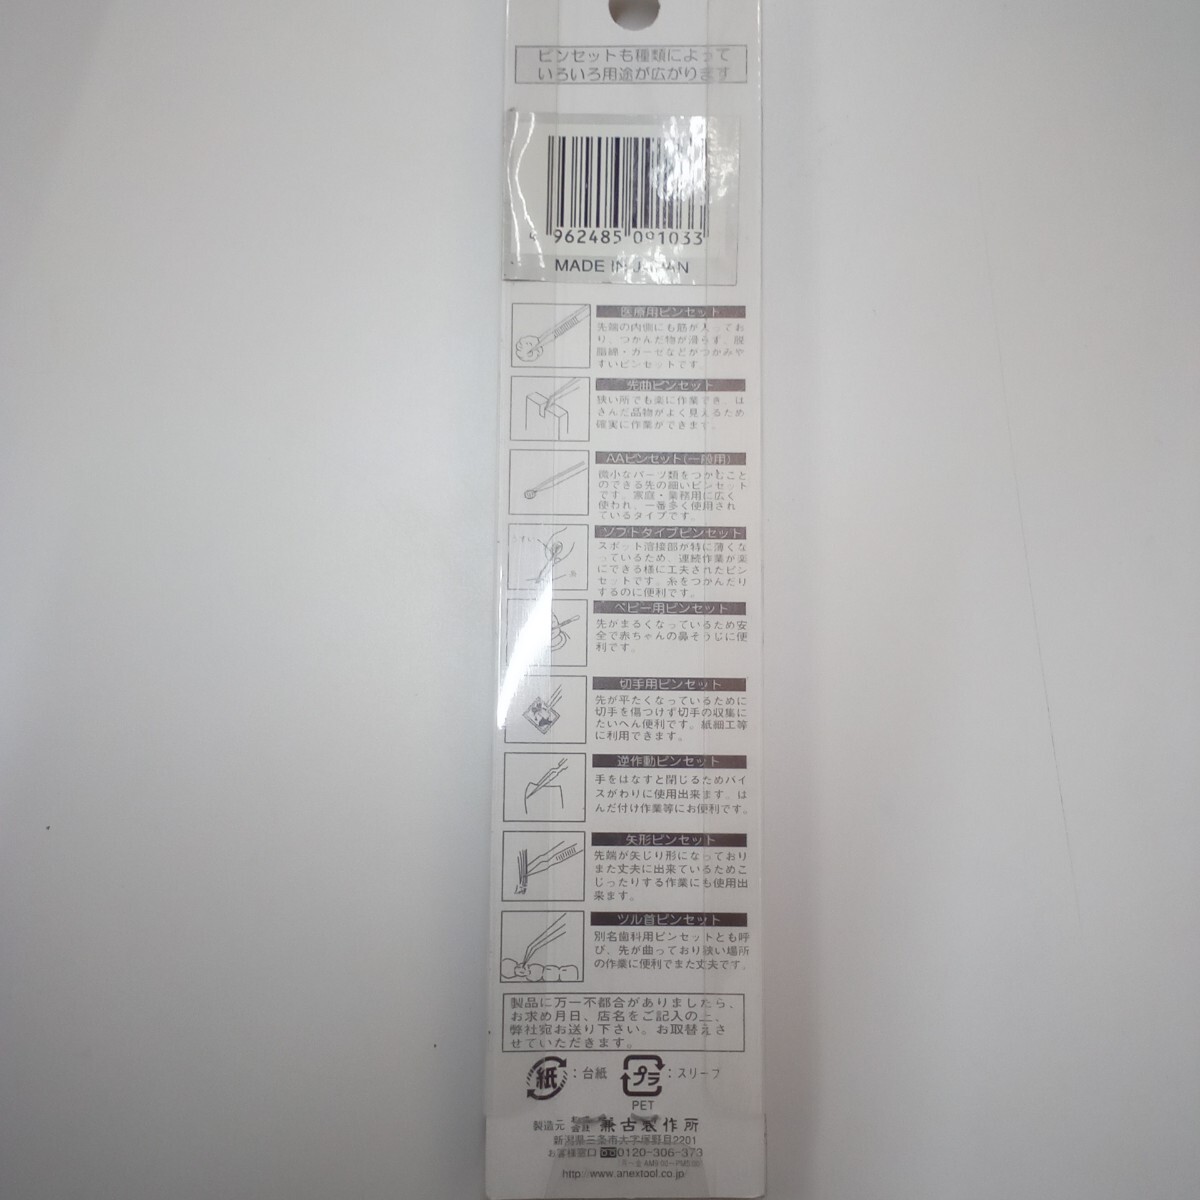 ピンセットも種類によって
いろいろ用途が広がります
4 962485 091033
MADE IN JAPAN
医療用ピンセット
先端の内側にも筋が入ってお
り、つかんだ物が滑らず、脱
脂綿・ガーゼなどがつかみや
すいピンセットです。
先曲ピンセット
狭い所でも楽に作業でき は
さんだ品物がよく見えるため
確実に作業ができます。
AAピンセット(一般用)
微小なパーツ類をつかむこと
のできる先の細いピンセット
です。家庭・業務用に広く
使われ、一番多く使用され
ているタイプです。
ソフトタイプピンセット
スポット溶接部が特に薄くな
っているため、連続作業が楽
にできる様に工夫されたピン
セットです。糸をつかんだり
するのに便利です。
うすい
糸
ベビー用ピンセット
先がまるくなっているため安
全で赤ちゃんの鼻そうじに便
利です。
切手用ピンセット
先が平たくなっているために
切手を傷つけず切手の収集に
たいへん便利です。紙細工等
に利用できます。
逆作動ピンセット
手をはなすと閉じるためバイ
スがわりに使用出来ます。は
んだ付け作業等にお便利です。
矢形ピンセット
先端が矢じり形になっており
また丈夫に出来ているためこ
じったりする作業にも使用出
来ます。
ツル首ピンセット
別名歯科用ピンセットとも呼
び、先が曲っており狭い場所
の作業に便利でまた丈夫です。
製品に万一不都合がありましたら、
お求め月日、店名をご記入の上、
弊社宛お送り下さい。お取替えさ
せていただきます。
紙:台紙 プラ:スリーブ
PET
製造元 株式会社 兼古製作所
新潟県三条市大字塚野目2201
お客様窓口 0120-306-373
(月～金 AM9:00～PM5:00)
http://www.anextool.co.jp